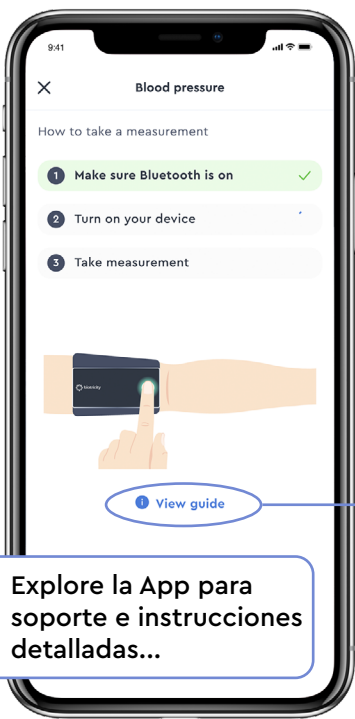 9:41
Blood pressure
How to take a measurement
1 Make sure Bluetooth is on
2 Turn on your device
3 Take measurement
i View guide
Explore la App para
soporte e instrucciones
detalladas...